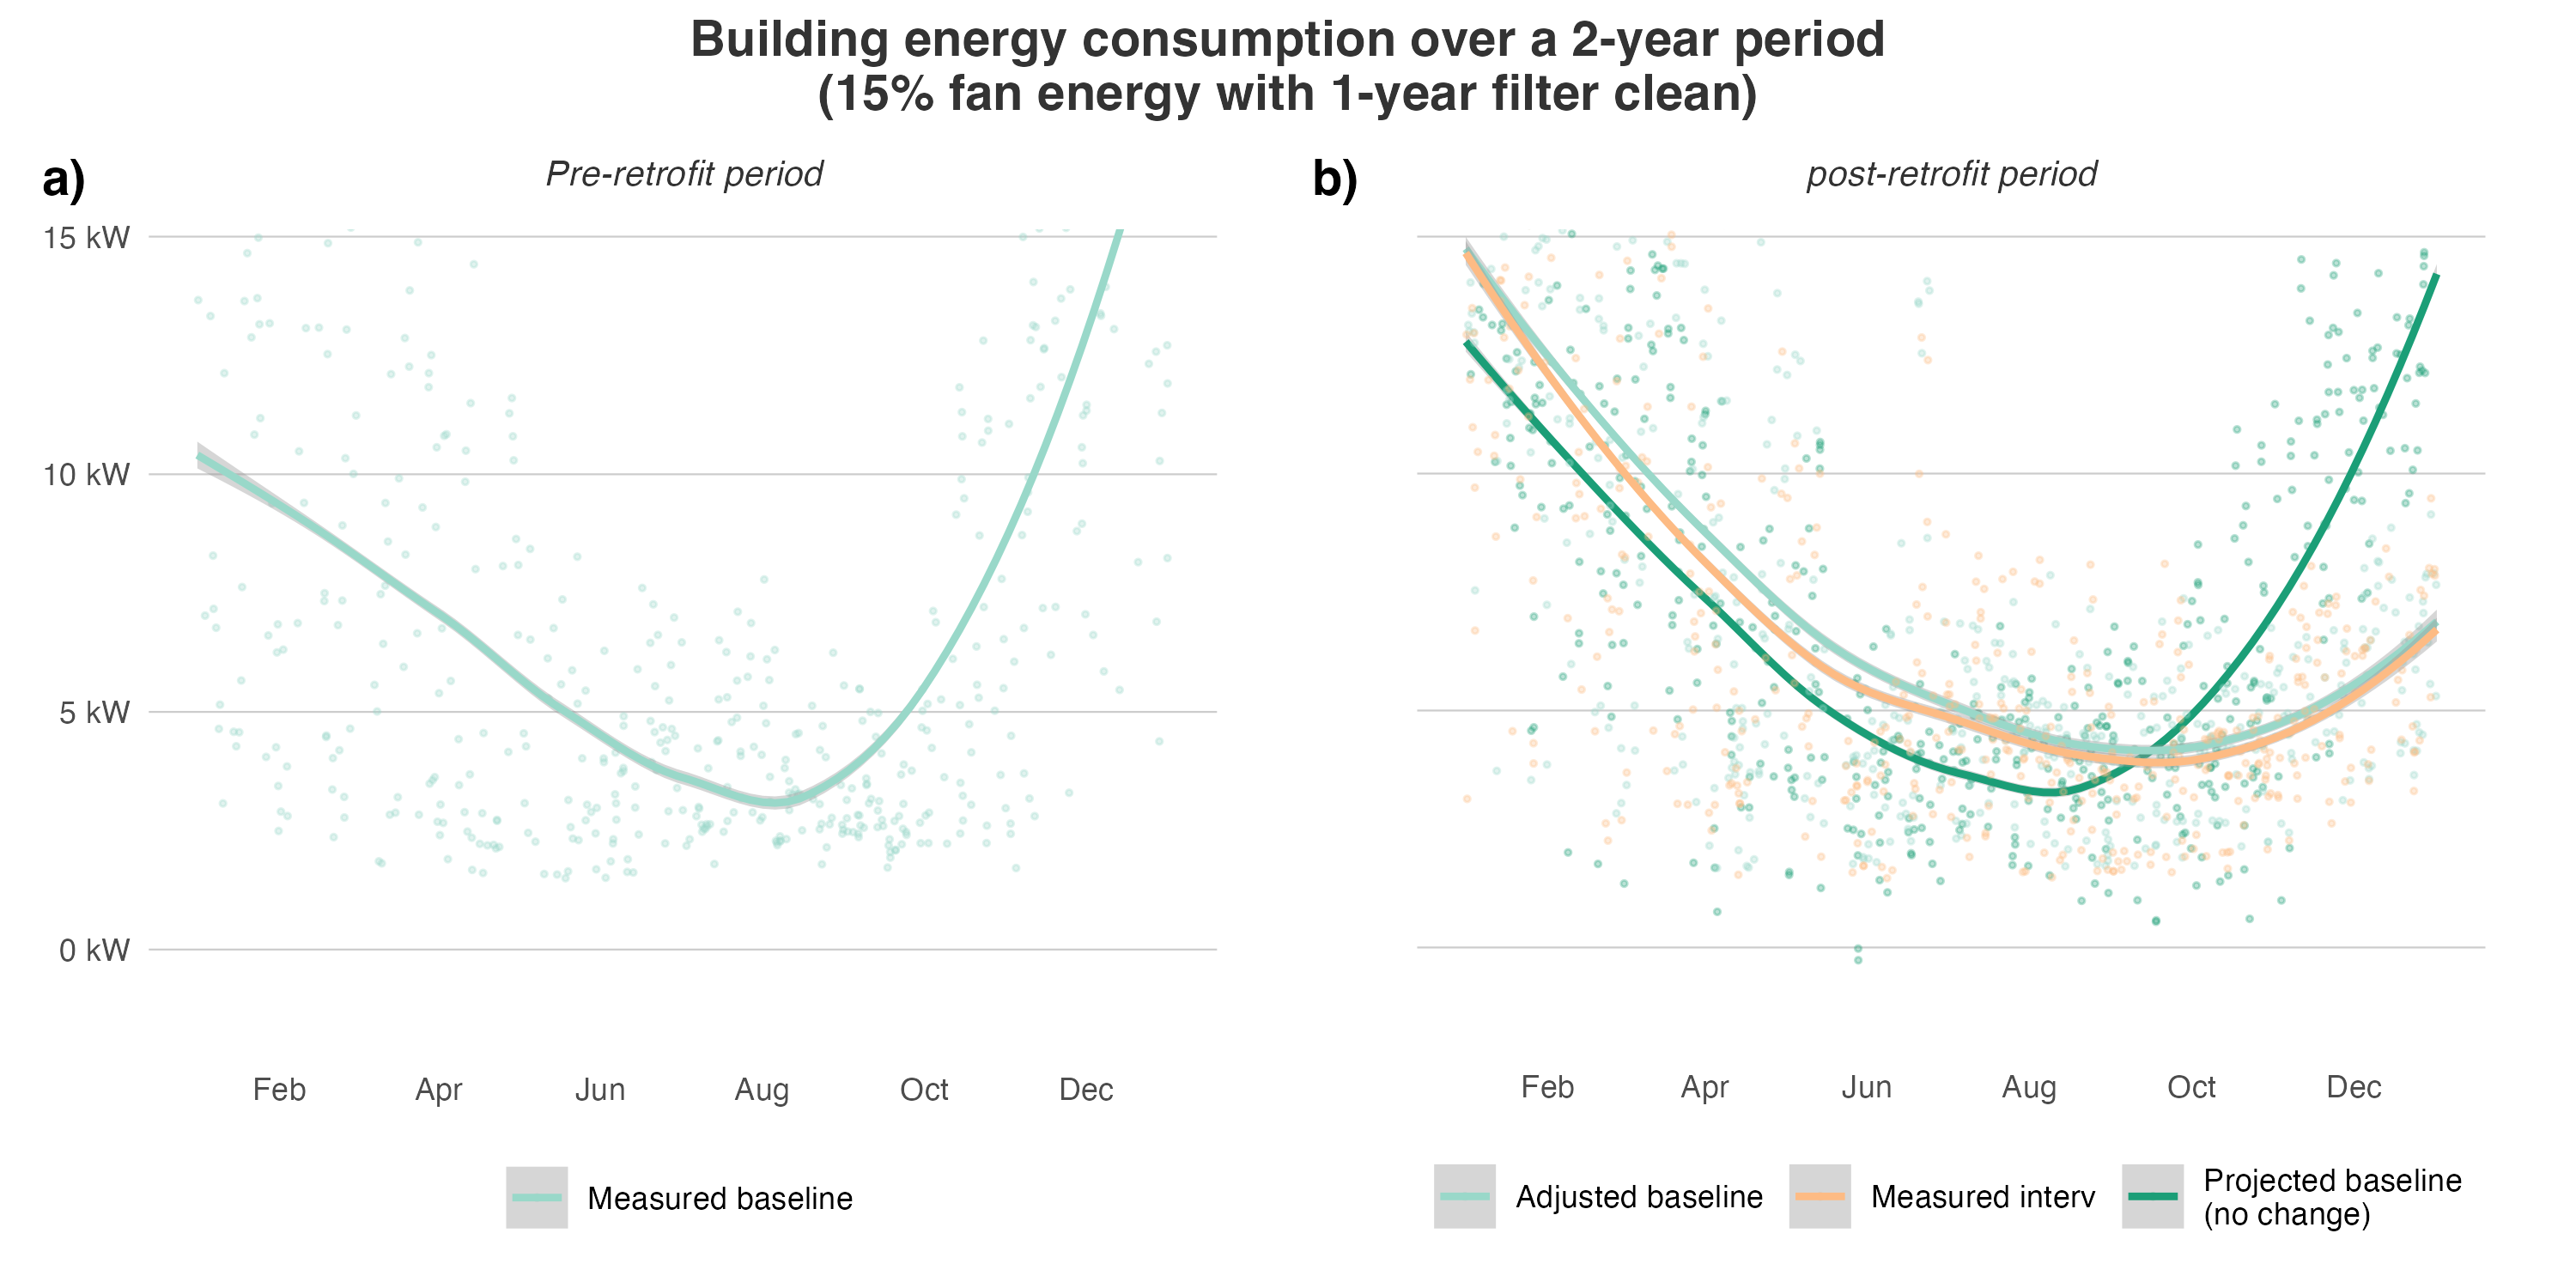 Building energy consumption over a 2-year period
(15% fan energy with 1-year filter clean)
a)
Pre-retrofit period
15 kW
10 kW
5 kW
0 kW
Feb Apr Jun Aug Oct Dec
Measured baseline
b)
post-retrofit period
Feb Apr Jun Aug Oct Dec
Adjusted baseline
Measured interv
Projected baseline
(no change)